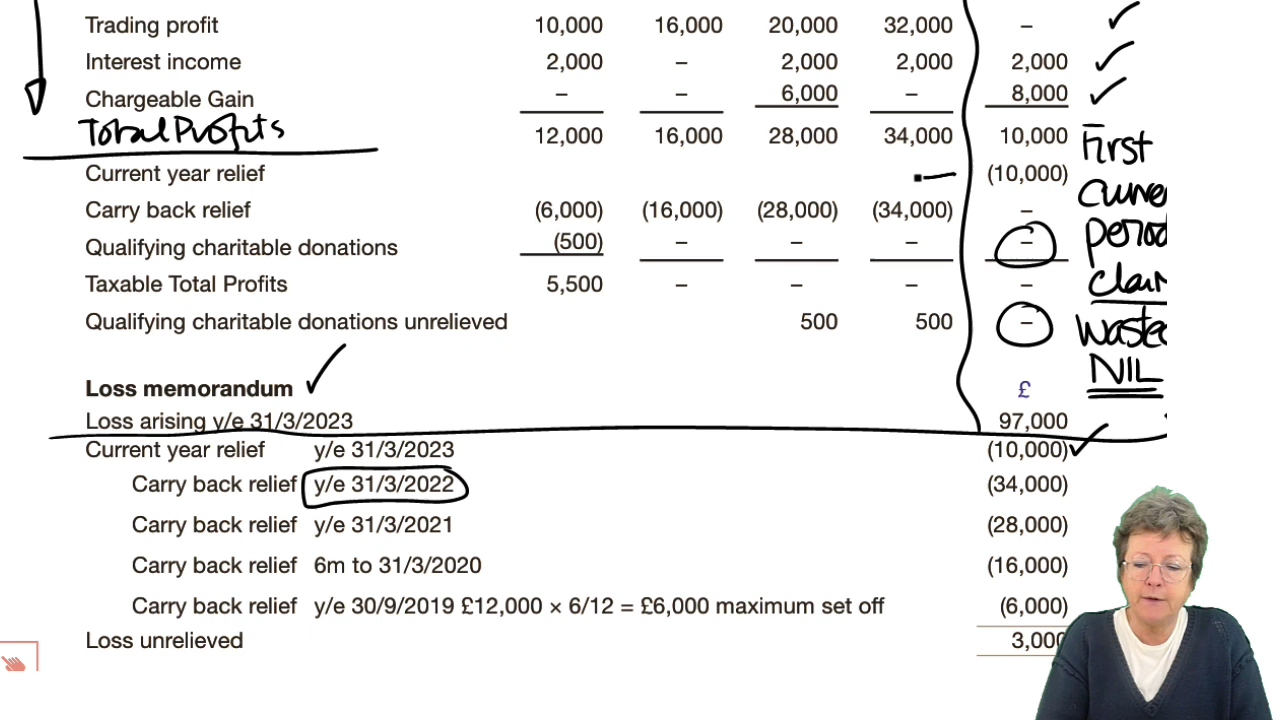 Trading profit 10,000 16,000 20,000 32,000 –
Interest income 2,000 – 2,000 2,000 2,000
Chargeable Gain – – 6,000 – 8,000
Total Profits 12,000 16,000 28,000 34,000 10,000 First
Current year relief (10,000) curre
Carry back relief (6,000) (16,000) (28,000) (34,000) – period
Qualifying charitable donations (500) – – – –
Taxable Total Profits 5,500 – – – – claim
Qualifying charitable donations unrelieved 500 500 – wasted
NIL
Loss memorandum £
Loss arising y/e 31/3/2023 97,000
Current year relief y/e 31/3/2023 (10,000)
Carry back relief y/e 31/3/2022 (34,000)
Carry back relief y/e 31/3/2021 (28,000)
Carry back relief 6m to 31/3/2020 (16,000)
Carry back relief y/e 30/9/2019 £12,000 × 6/12 = £6,000 maximum set off (6,000)
Loss unrelieved 3,000